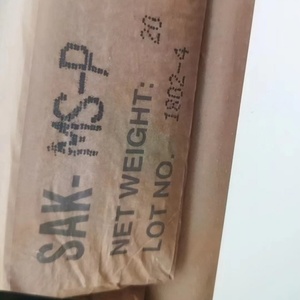 SAK- MS-P
NET WEIGHT: 20
LOT NO. 1802-4